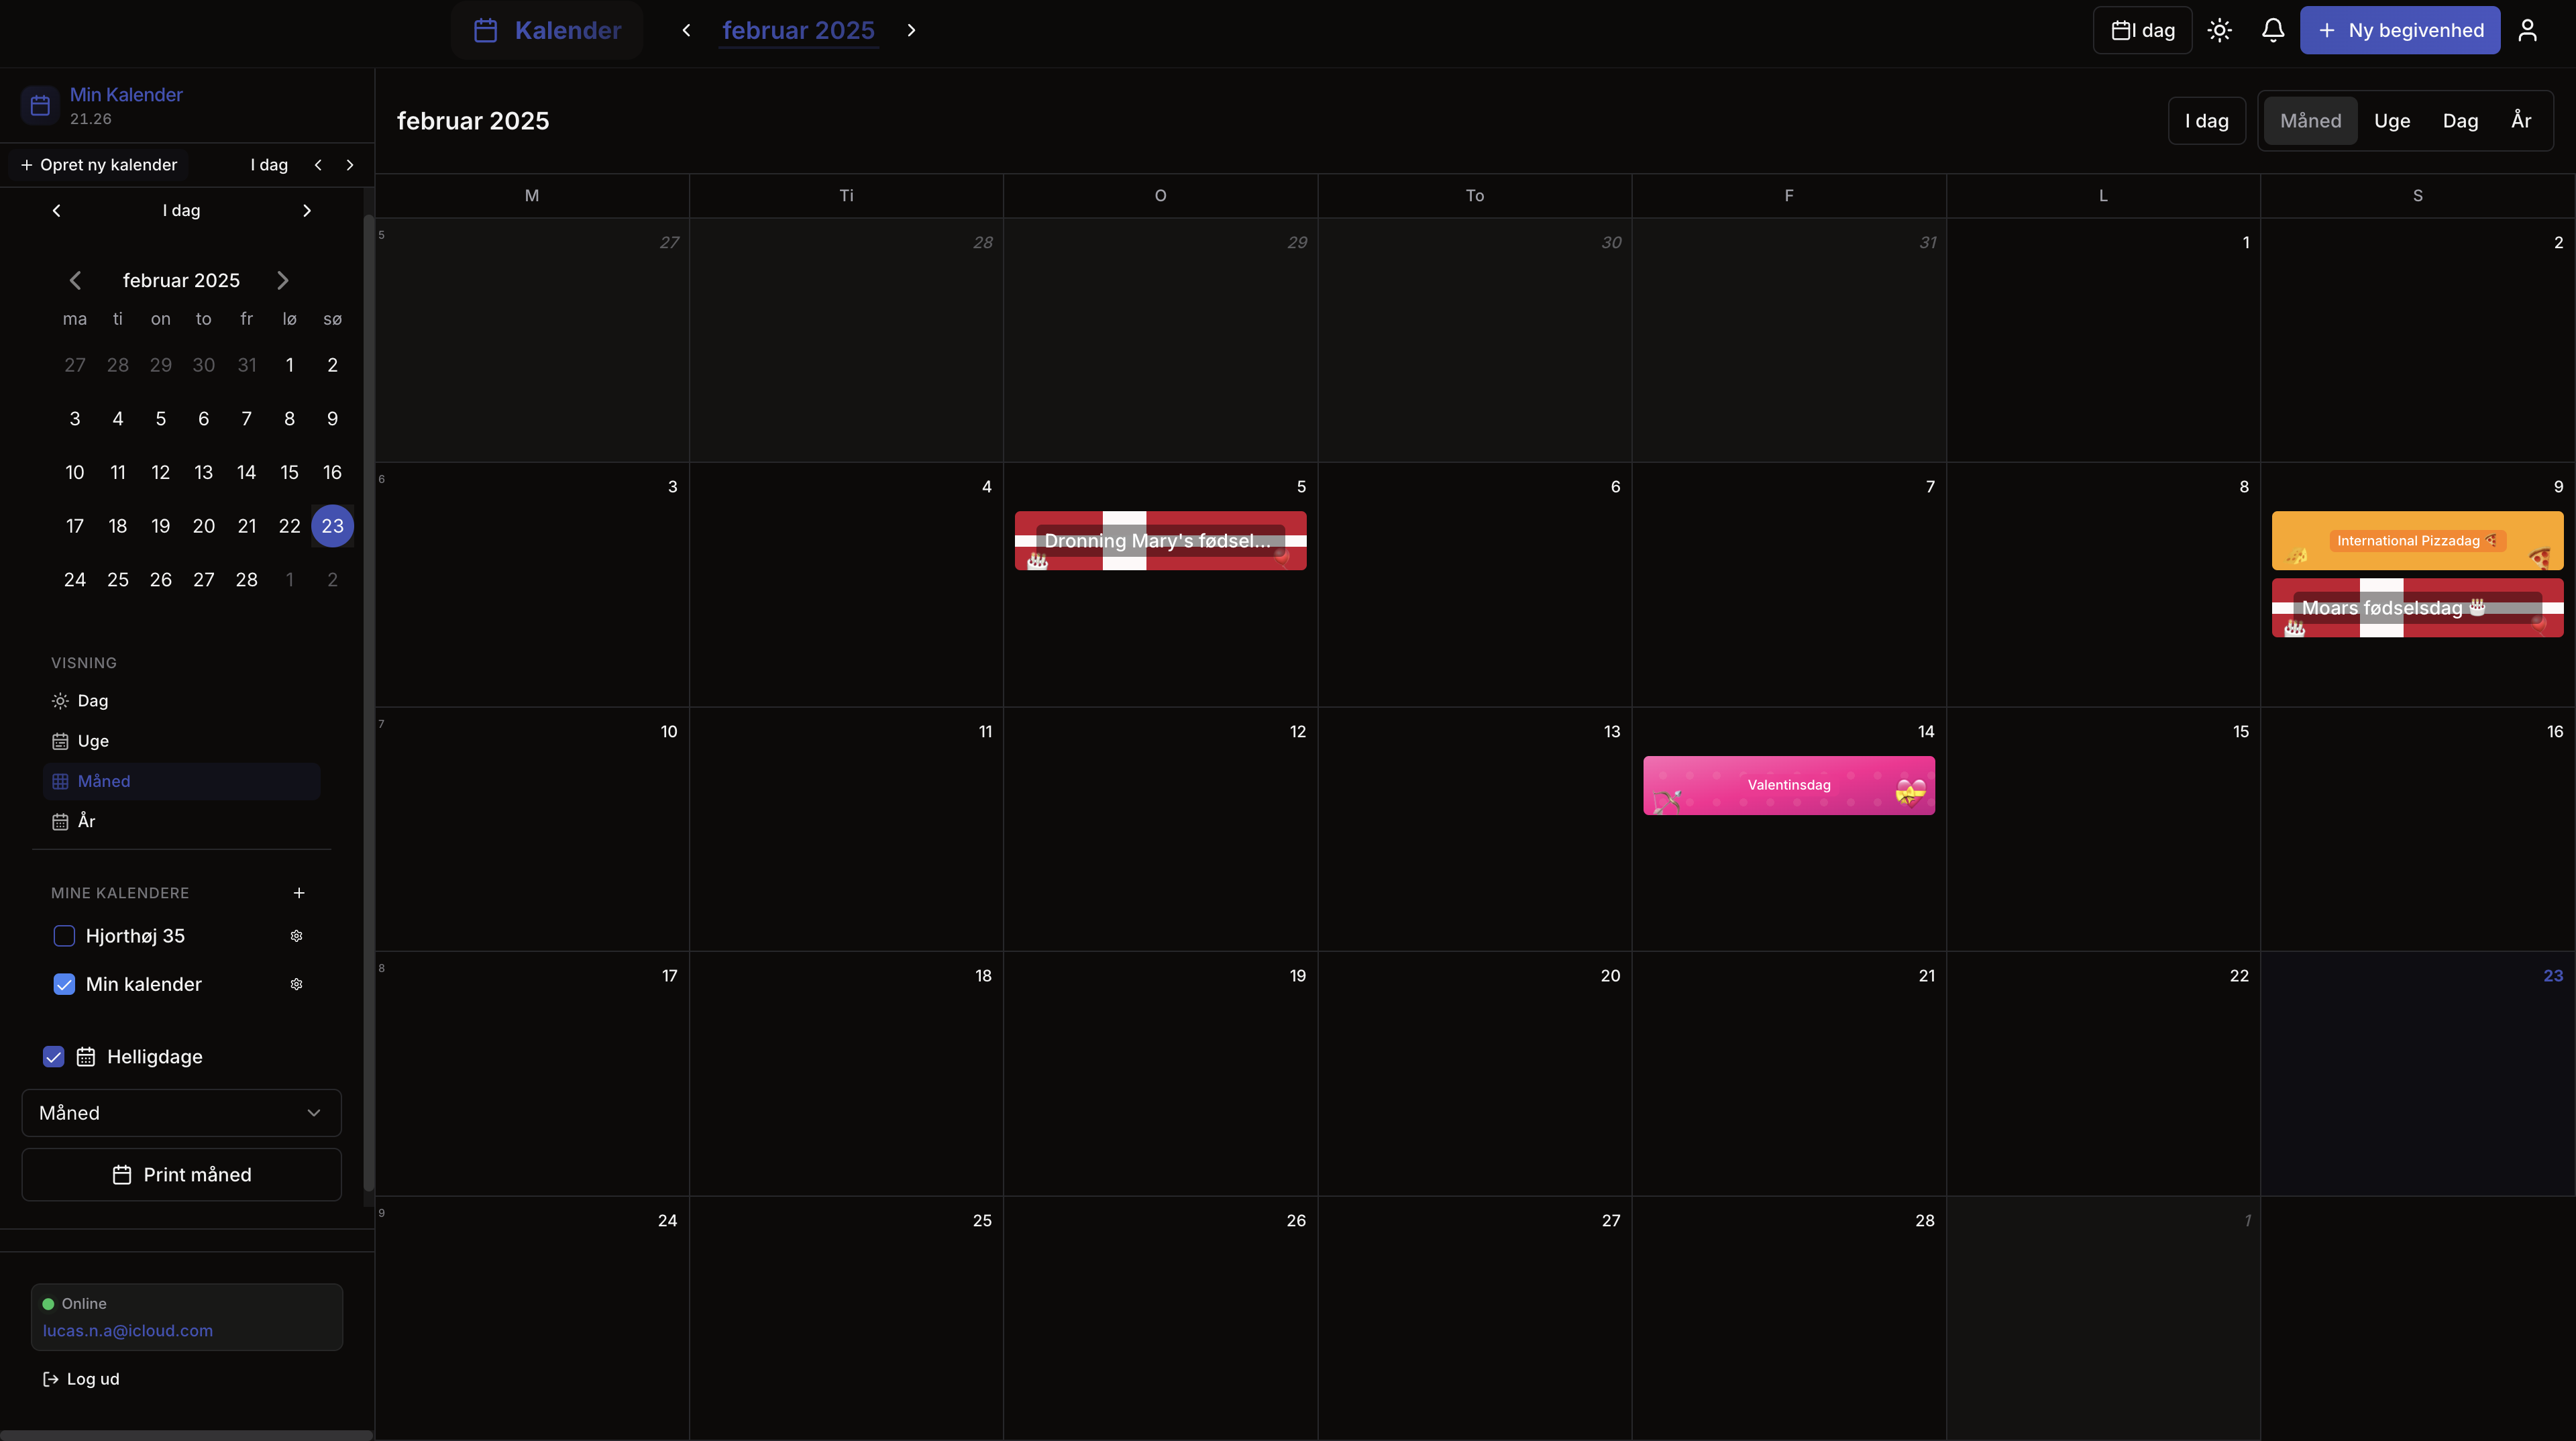 Kalender
februar 2025
I dag
Ny begivenhed
Min Kalender
21.26
Opret ny kalender
I dag
I dag
februar 2025
ma ti on to fr lø sø
27 28 29 30 31 1 2
3 4 5 6 7 8 9
10 11 12 13 14 15 16
17 18 19 20 21 22 23
24 25 26 27 28 1 2
VISNING
Dag
Uge
Måned
År
MINE KALENDERE
Hjorthøj 35
Min kalender
Helligdage
Måned
Print måned
Online
lucas.n.a@icloud.com
Log ud
februar 2025
I dag
Måned Uge Dag År
M Ti O To F L S
5 27 28 29 30 31 1 2
6 3 4 5 6 7 8 9
Dronning Mary's fødsel...
International Pizzadag 🍕
Moars fødselsdag 🎂
7 10 11 12 13 14 15 16
Valentinsdag
8 17 18 19 20 21 22 23
9 24 25 26 27 28 1